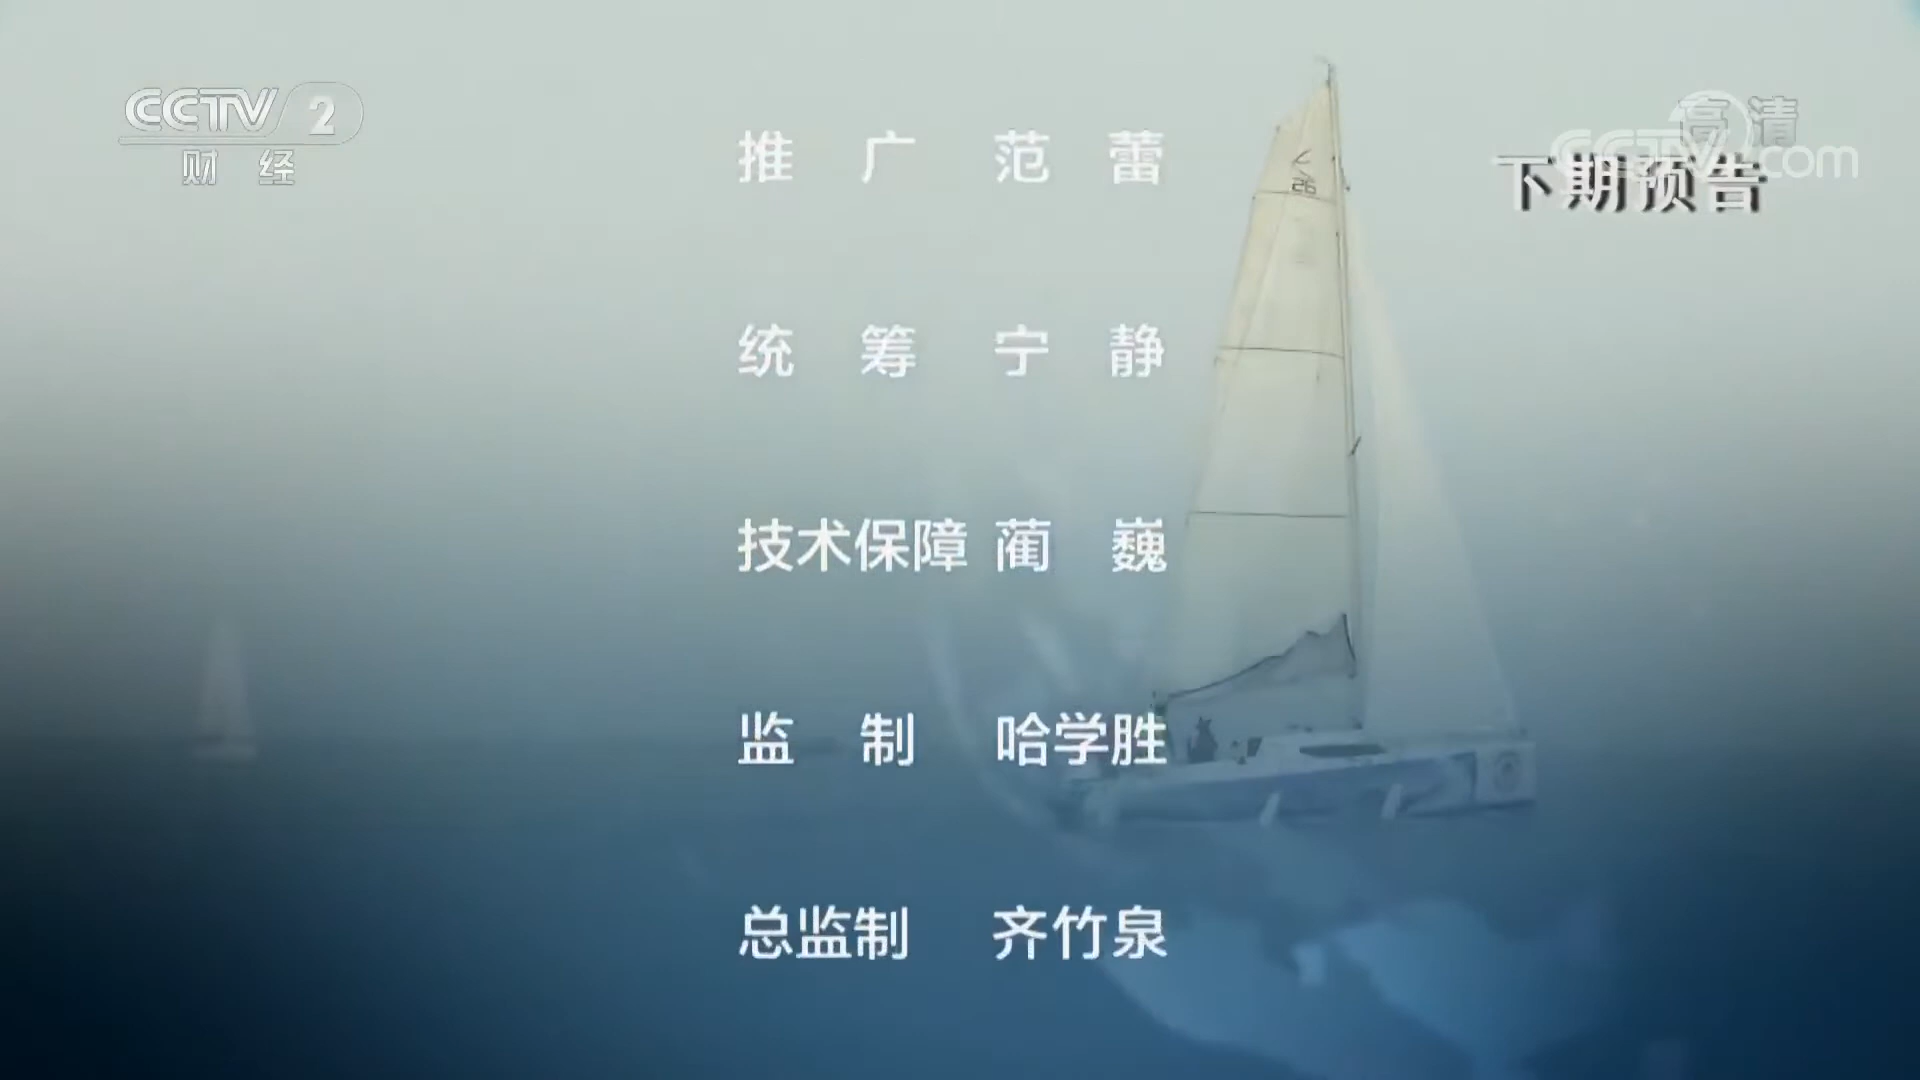 CCTV 2
财 经
高清
CCTV.com
下期预告
推 广 范 蕾
统 筹 宁 静
技术保障 蔺 巍
监 制 哈学胜
总监制 齐竹泉
26